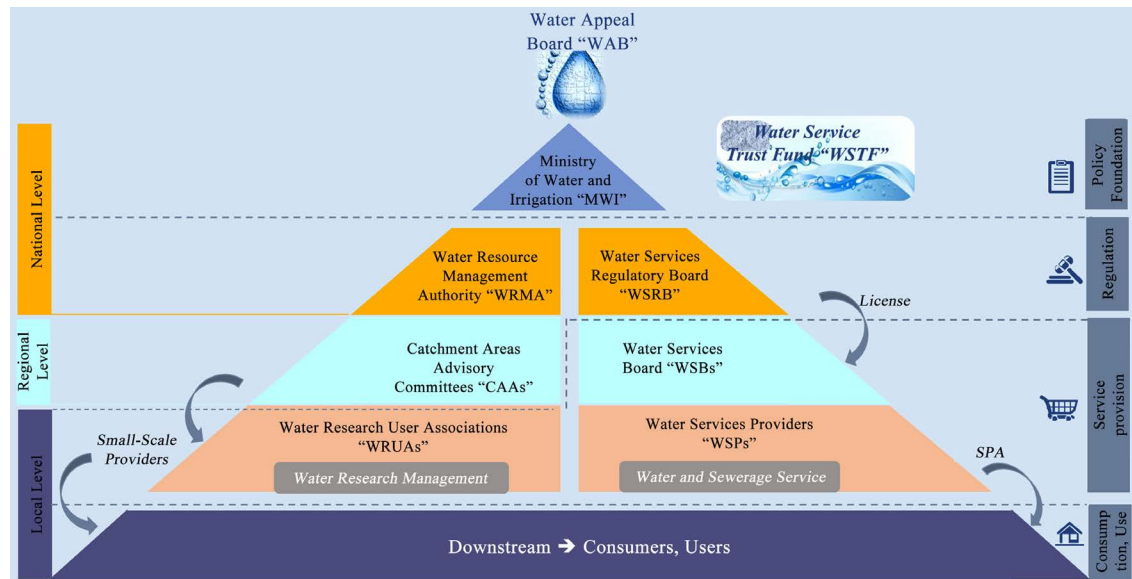 Water Appeal
Board “WAB”
Water Service
Trust Fund “WSTF”
Ministry
of Water and
Irrigation “MWI”
National Level
Policy
Foundation
Water Resource
Management
Authority “WRMA”
Water Services
Regulatory Board
“WSRB”
Regulation
License
Regional
Level
Catchment Areas
Advisory
Committees “CAAs”
Water Services
Board “WSBs”
Service
provision
Local Level
Small-Scale
Providers
Water Research User Associations
“WRUAs”
Water Research Management
Water Services Providers
“WSPs”
Water and Sewerage Service
SPA
Downstream ➔ Consumers, Users
Consump
tion, Use